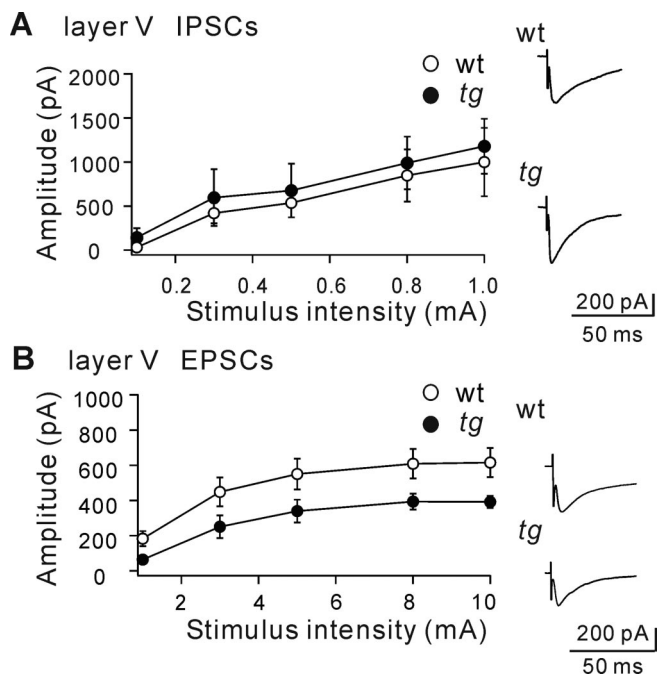 A layer V IPSCs
wt
tg
Amplitude (pA)
2000
1500
1000
500
0
0.2 0.4 0.6 0.8 1.0
Stimulus intensity (mA)
wt
tg
200 pA
50 ms
B layer V EPSCs
wt
tg
Amplitude (pA)
1000
800
600
400
200
0
2 4 6 8 10
Stimulus intensity (mA)
wt
tg
200 pA
50 ms